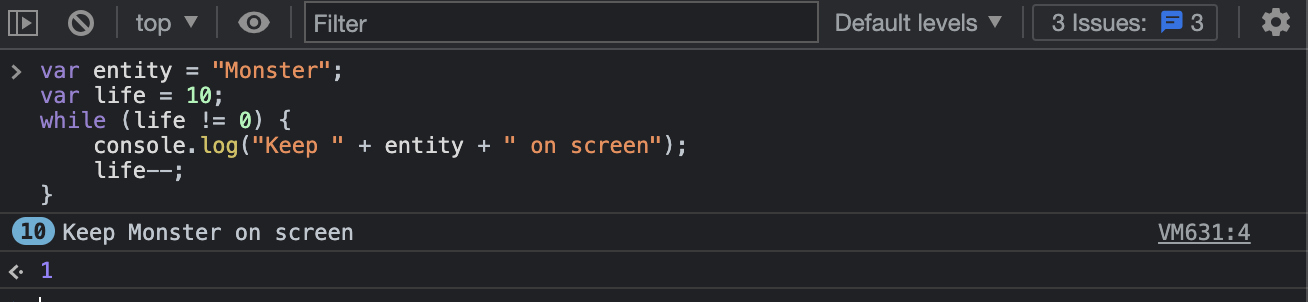 top ▼ Filter Default levels ▼ 3 Issues: 3
> var entity = "Monster";
var life = 10;
while (life != 0) {
    console.log("Keep " + entity + " on screen");
    life--;
}
10 Keep Monster on screen VM631:4
1